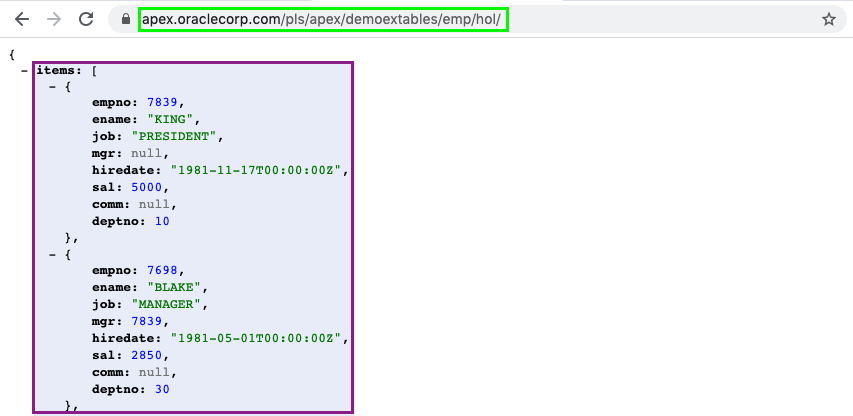 apex.oraclecorp.com/pls/apex/demoextables/emp/hol/
{
- items: [
- {
empno: 7839,
ename: "KING",
job: "PRESIDENT",
mgr: null,
hiredate: "1981-11-17T00:00:00Z",
sal: 5000,
comm: null,
deptno: 10
},
- {
empno: 7698,
ename: "BLAKE",
job: "MANAGER",
mgr: 7839,
hiredate: "1981-05-01T00:00:00Z",
sal: 2850,
comm: null,
deptno: 30
},